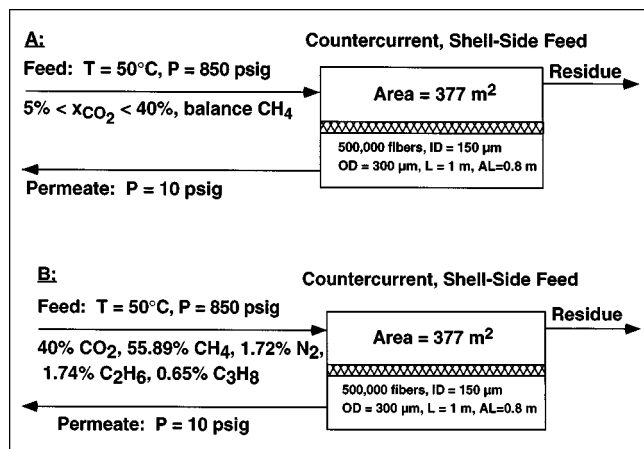 A:
Countercurrent, Shell-Side Feed
Feed: T = 50°C, P = 850 psig
Residue
Area = 377 m²
5% < xCO₂ < 40%, balance CH₄
500,000 fibers, ID = 150 µm
OD = 300 µm, L = 1 m, AL=0.8 m
Permeate: P = 10 psig
B:
Countercurrent, Shell-Side Feed
Feed: T = 50°C, P = 850 psig
Residue
Area = 377 m²
40% CO₂, 55.89% CH₄, 1.72% N₂,
1.74% C₂H₆, 0.65% C₃H₈
500,000 fibers, ID = 150 µm
OD = 300 µm, L = 1 m, AL=0.8 m
Permeate: P = 10 psig